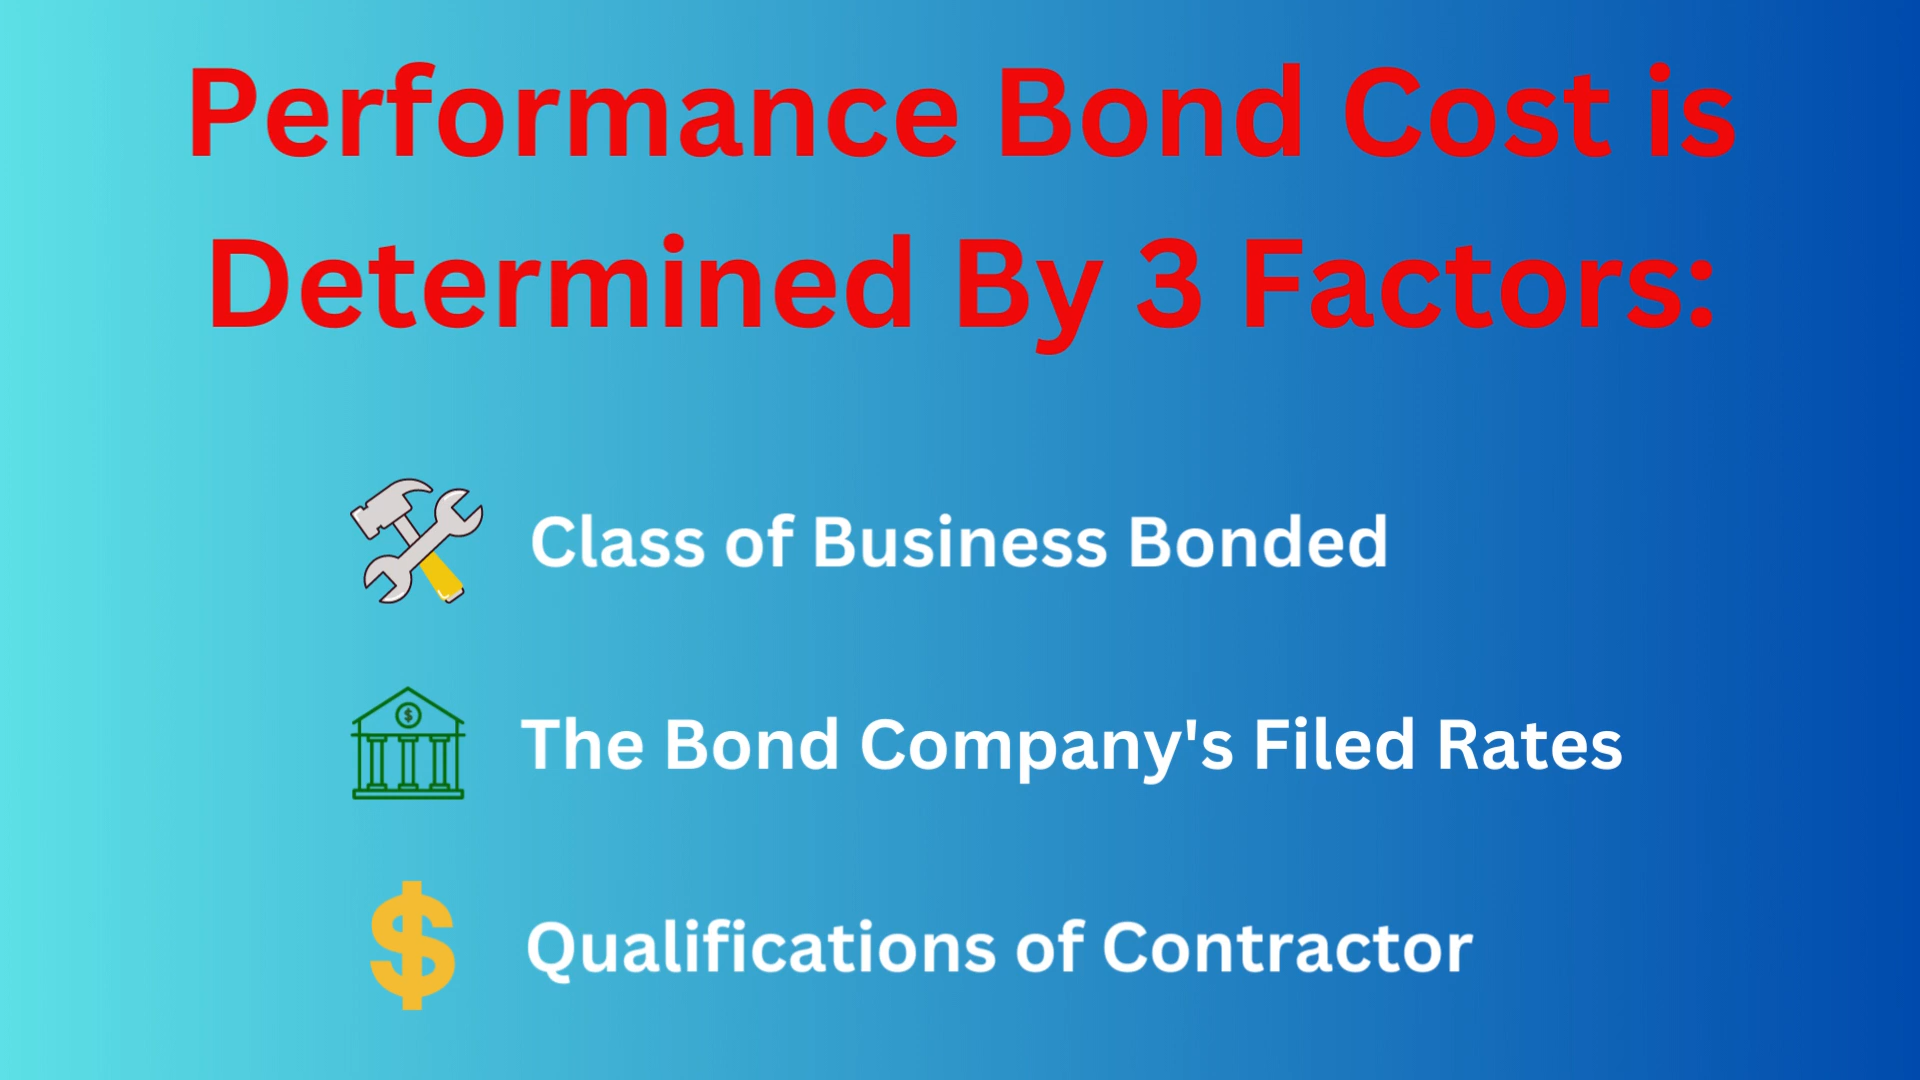 Performance Bond Cost is
Determined By 3 Factors:
Class of Business Bonded
$
The Bond Company's Filed Rates
$
Qualifications of Contractor